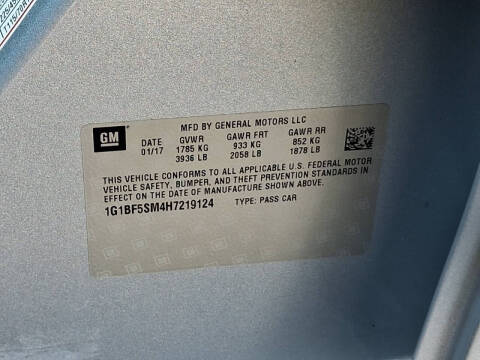 GM
MFD BY GENERAL MOTORS LLC
DATE GVWR GAWR FRT GAWR RR
01/17 1785 KG 933 KG 852 KG
3936 LB 2058 LB 1878 LB
THIS VEHICLE CONFORMS TO ALL APPLICABLE U.S. FEDERAL MOTOR
VEHICLE SAFETY, BUMPER, AND THEFT PREVENTION STANDARDS IN
EFFECT ON THE DATE OF MANUFACTURE SHOWN ABOVE.
1G1BF5SM4H7219124 TYPE: PASS CAR